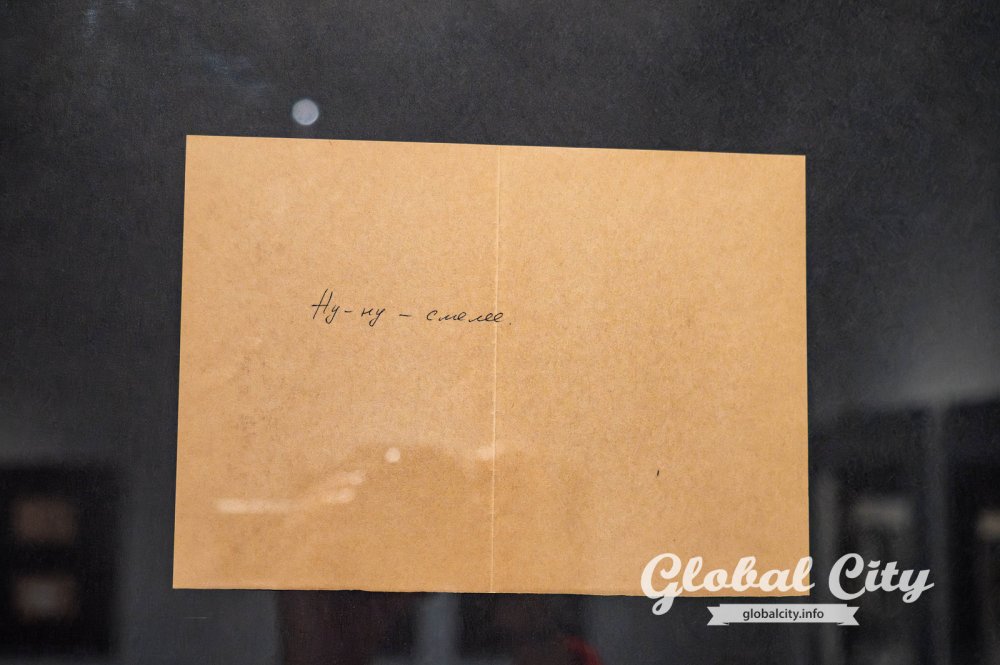 Ну-ну - смелее.
Global City
globalcity.info